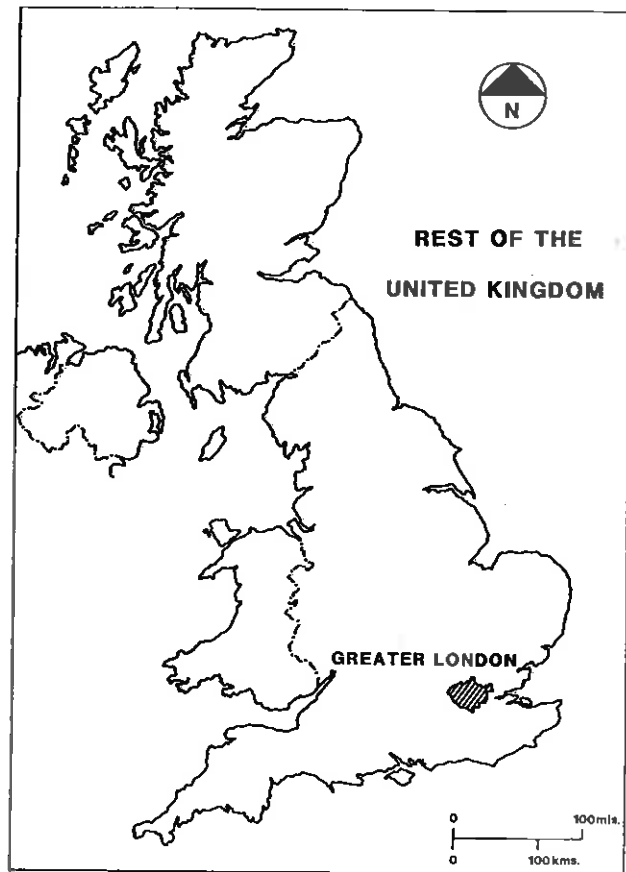 N
REST OF THE
UNITED KINGDOM
GREATER LONDON
0 100mls.
0 100kms.